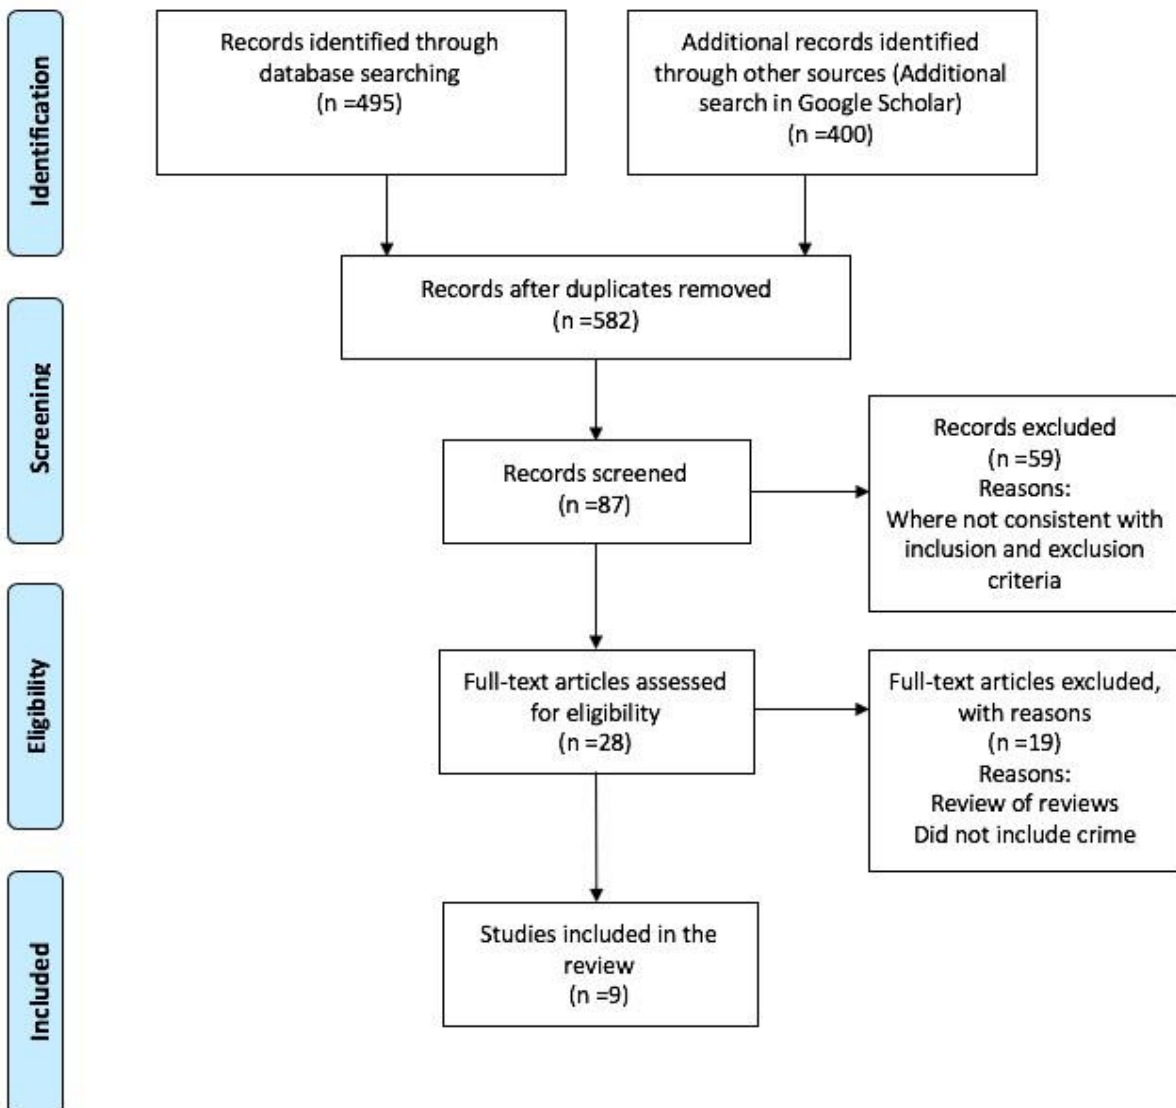 Identification
Records identified through
database searching
(n =495)
Additional records identified
through other sources (Additional
search in Google Scholar)
(n =400)
Records after duplicates removed
(n =582)
Screening
Records screened
(n =87)
Records excluded
(n =59)
Reasons:
Where not consistent with
inclusion and exclusion
criteria
Eligibility
Full-text articles assessed
for eligibility
(n =28)
Full-text articles excluded,
with reasons
(n =19)
Reasons:
Review of reviews
Did not include crime
Included
Studies included in the
review
(n =9)